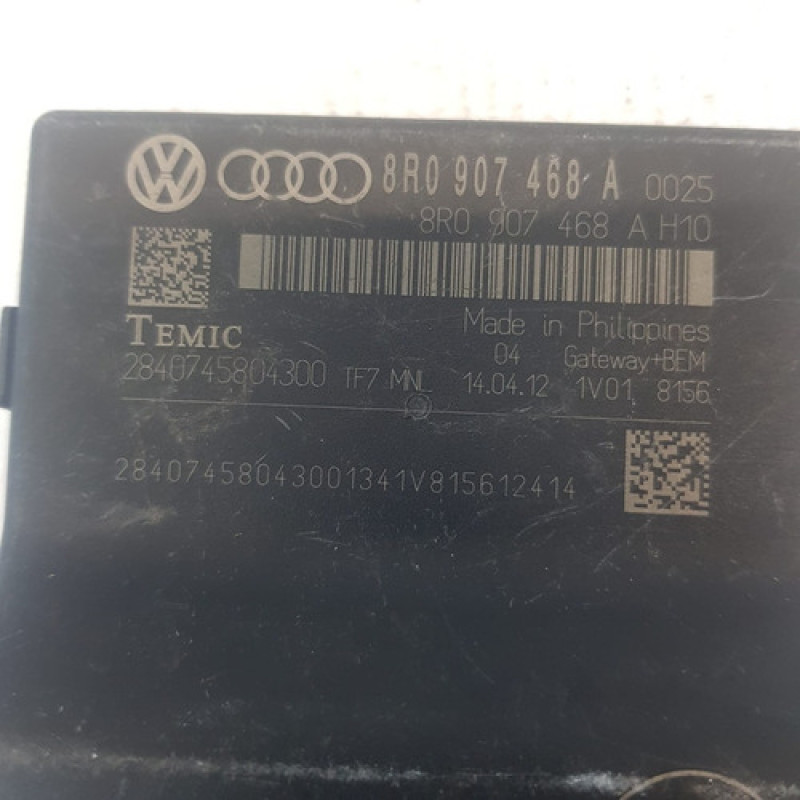 8R0 907 468 A 0025
8R0 907 468 A H10
TEMIC
Made in Philippines
04 Gateway+BEM
2840745804300 TF7 MNL 14.04.12 1V01 8156
28407458043001341V815612414